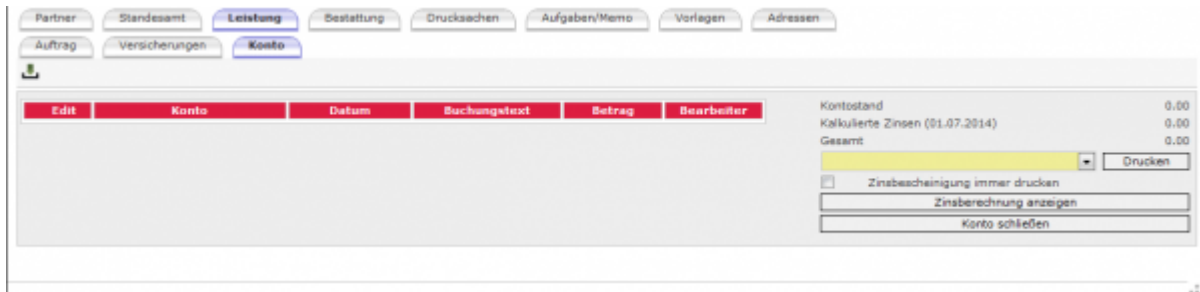 Partner Standesamt Leistung Bestattung Drucksachen Aufgaben/Memo Vorlagen Adressen
Auftrag Versicherungen Konto
Edit Konto Datum Buchungstext Betrag Bearbeiter
Kontostand 0.00
Kalkulierte Zinsen (01.07.2014) 0.00
Gesamt 0.00
Drucken
Zinsbescheinigung immer drucken
Zinsberechnung anzeigen
Konto schließen